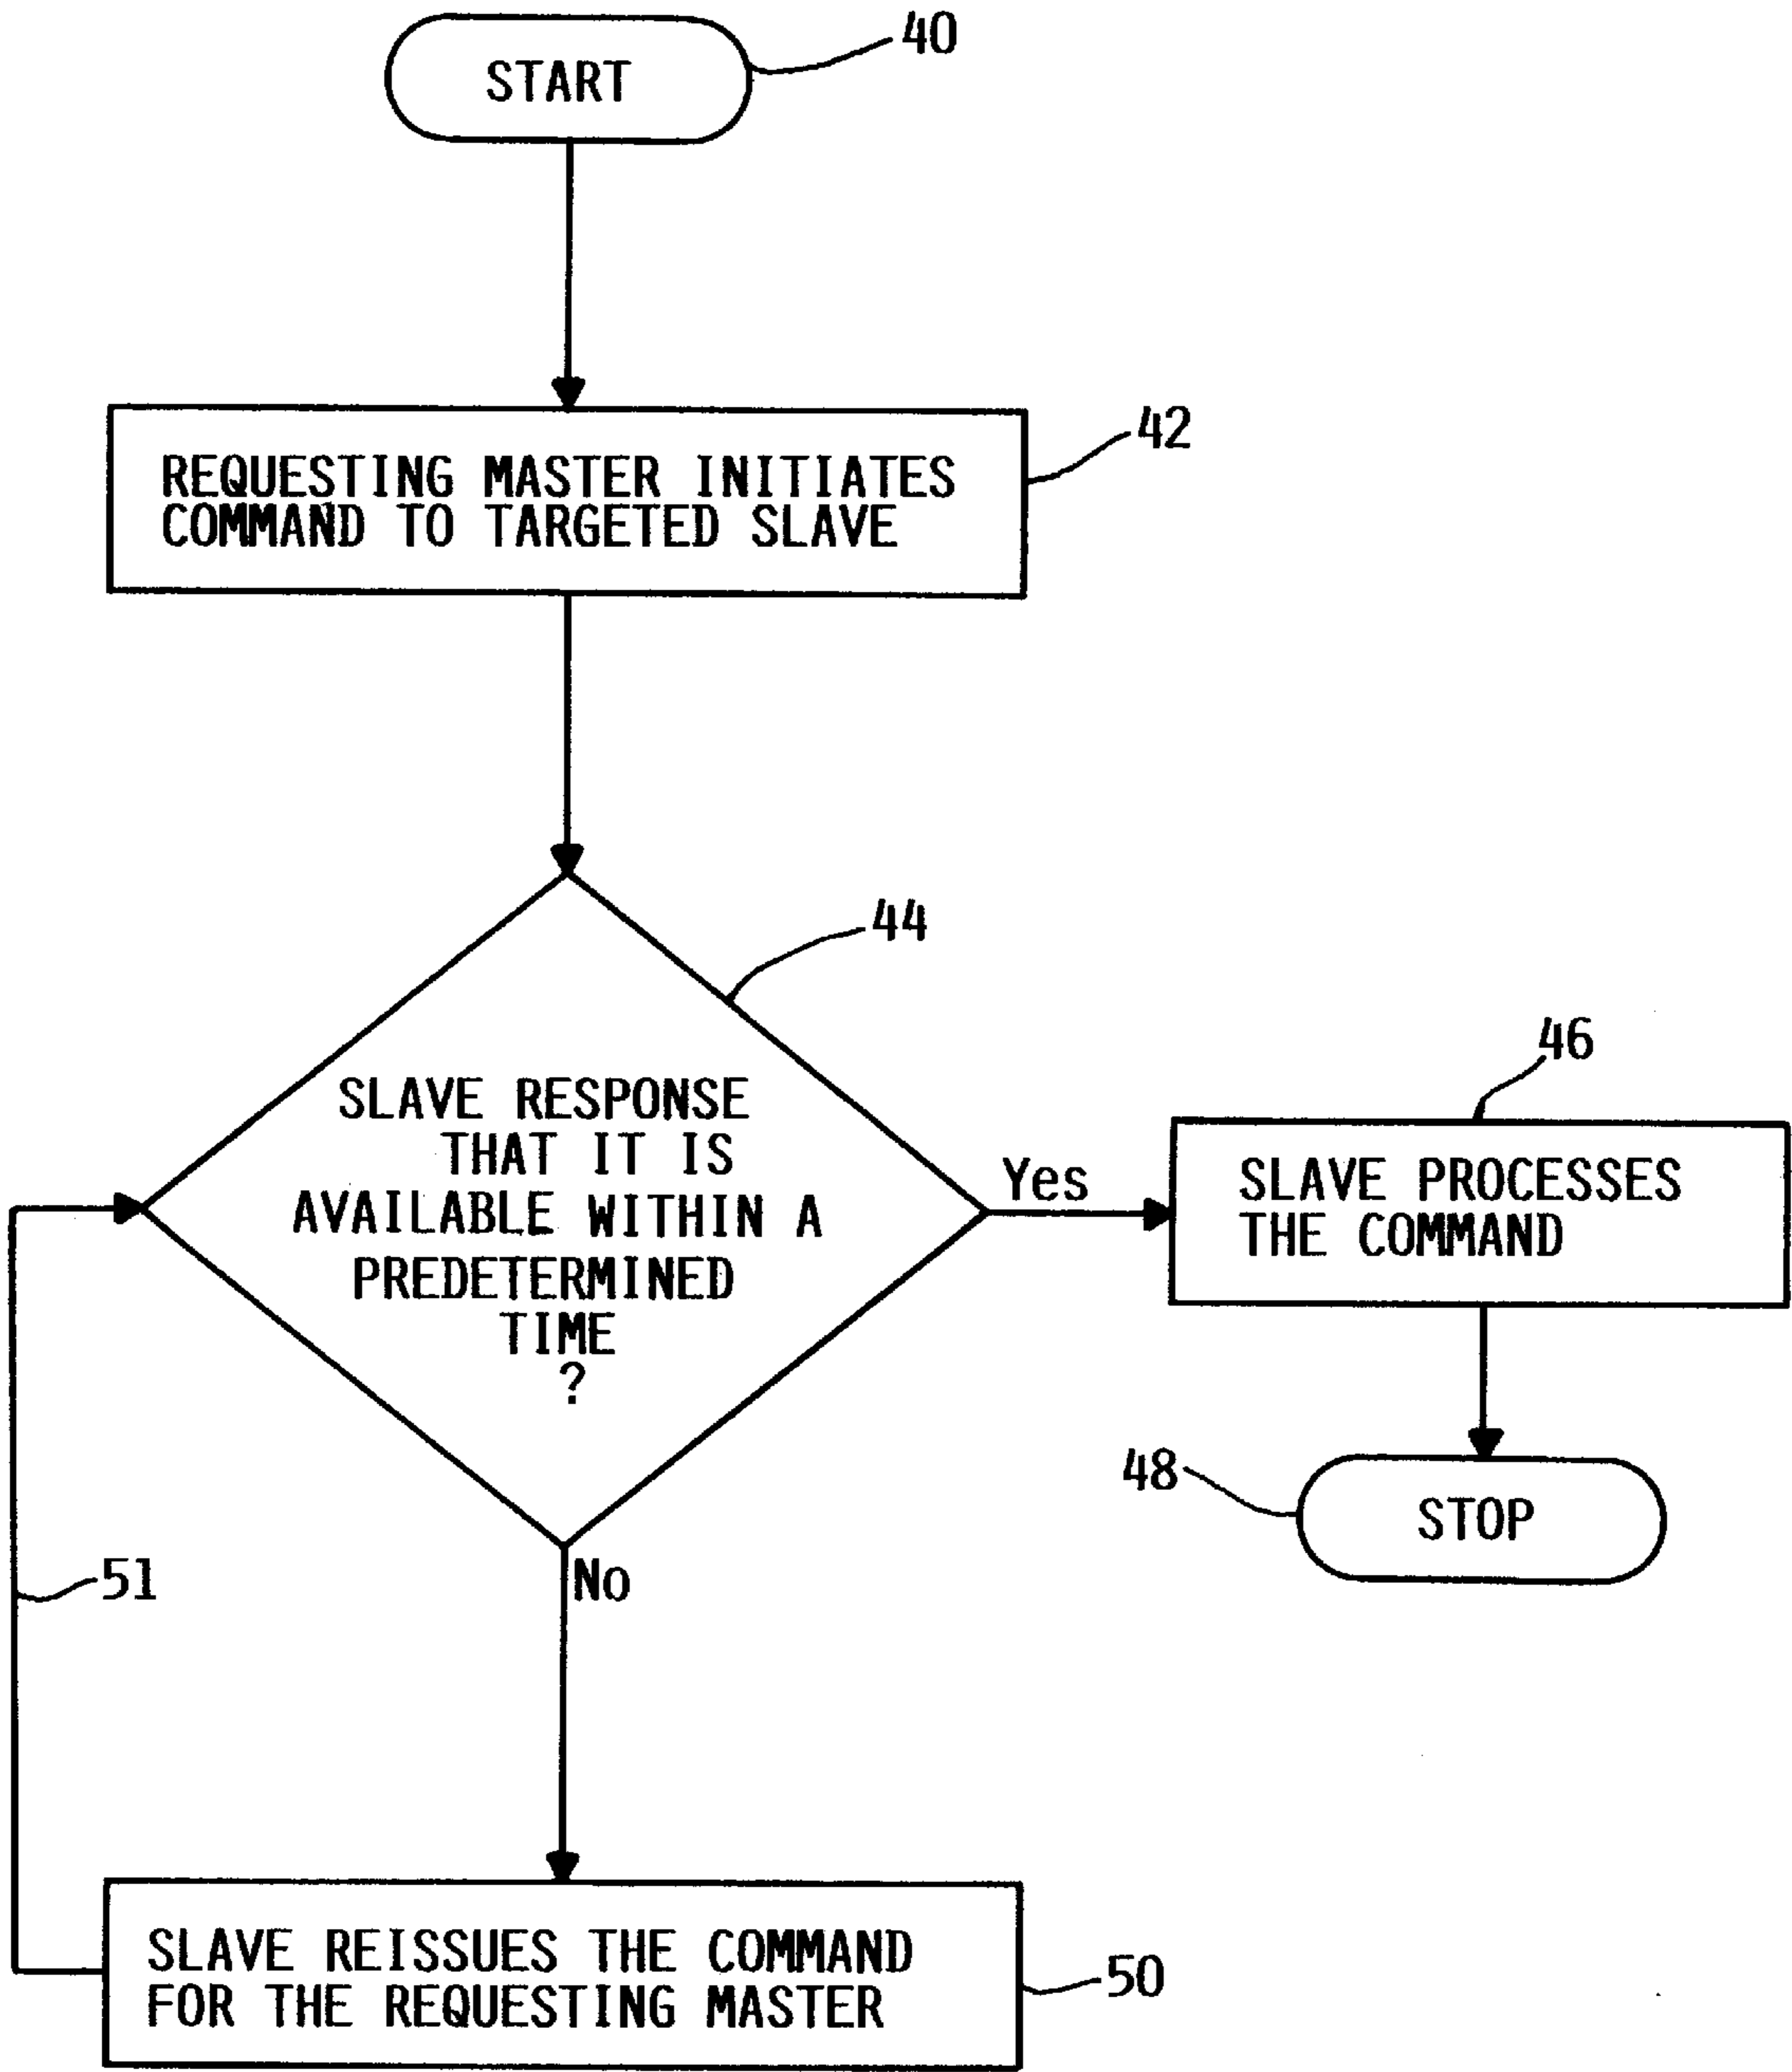 40
START
42
REQUESTING MASTER INITIATES
COMMAND TO TARGETED SLAVE
44
SLAVE RESPONSE
THAT IT IS
AVAILABLE WITHIN A
PREDETERMINED
TIME
?
Yes
46
SLAVE PROCESSES
THE COMMAND
48
STOP
No
51
SLAVE REISSUES THE COMMAND
FOR THE REQUESTING MASTER
50